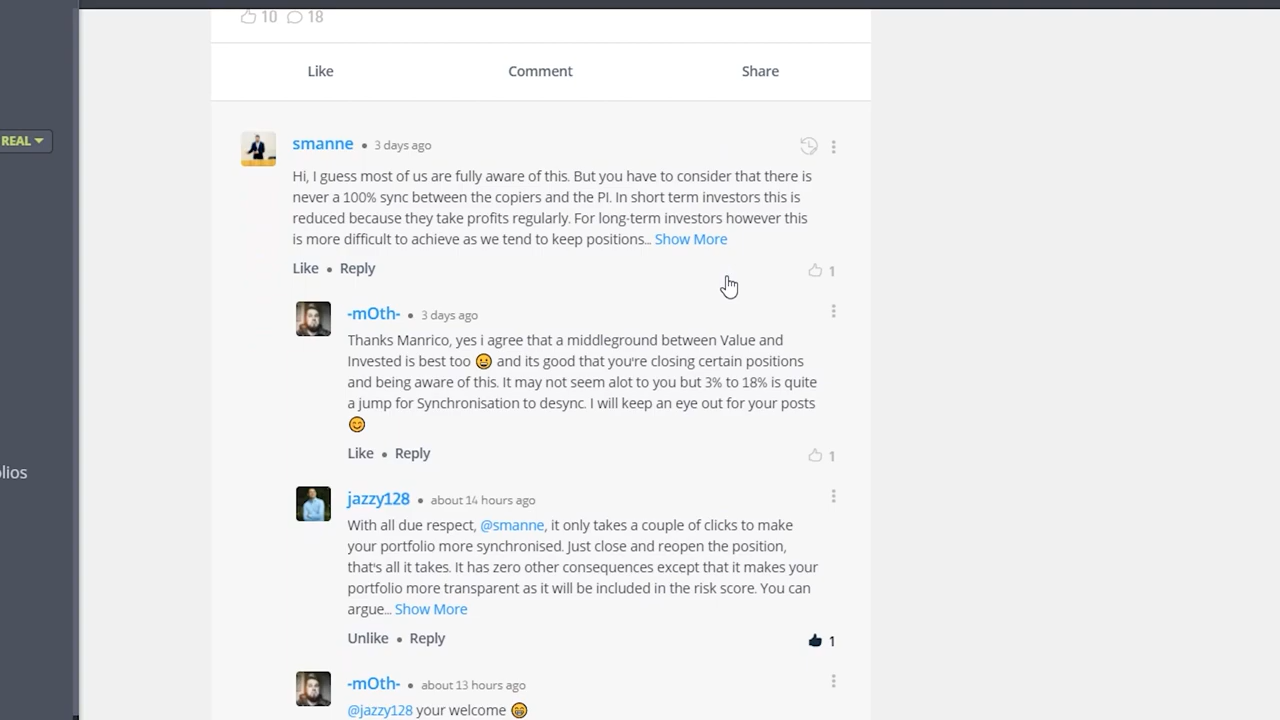 10 18
Like Comment Share
REAL
smanne • 3 days ago
Hi, I guess most of us are fully aware of this. But you have to consider that there is
never a 100% sync between the copiers and the PI. In short term investors this is
reduced because they take profits regularly. For long-term investors however this
is more difficult to achieve as we tend to keep positions... Show More
Like • Reply
1
-mOth- • 3 days ago
Thanks Manrico, yes i agree that a middleground between Value and
Invested is best too 😀 and its good that you're closing certain positions
and being aware of this. It may not seem alot to you but 3% to 18% is quite
a jump for Synchronisation to desync. I will keep an eye out for your posts
😊
Like • Reply
1
olios
jazzy128 • about 14 hours ago
With all due respect, @smanne, it only takes a couple of clicks to make
your portfolio more synchronised. Just close and reopen the position,
that's all it takes. It has zero other consequences except that it makes your
portfolio more transparent as it will be included in the risk score. You can
argue... Show More
Unlike • Reply
1
-mOth- • about 13 hours ago
@jazzy128 your welcome 😁